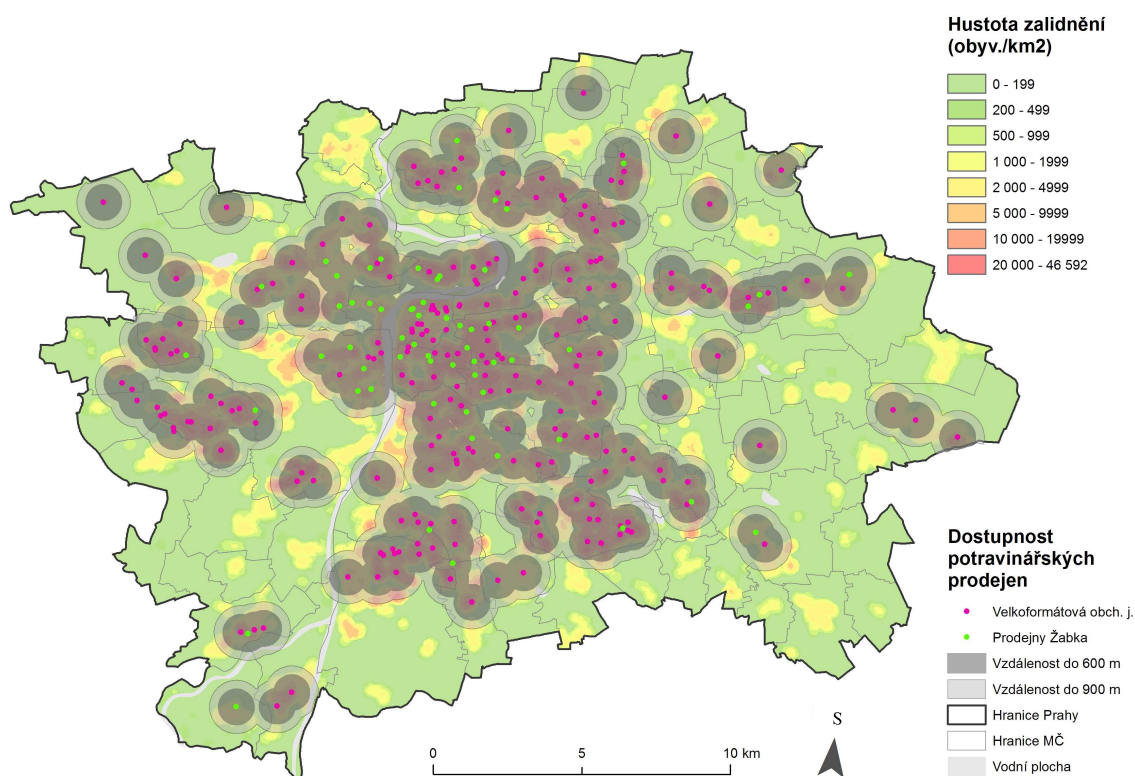 Hustota zalidnění
(obyv./km2)
0 - 199
200 - 499
500 - 999
1 000 - 1999
2 000 - 4999
5 000 - 9999
10 000 - 19999
20 000 - 46 592
Dostupnost
potravinářských
prodejen
Velkoformátová obch. j.
Prodejny Žabka
Vzdálenost do 600 m
Vzdálenost do 900 m
Hranice Prahy
Hranice MČ
Vodní plocha
S
0 5 10 km